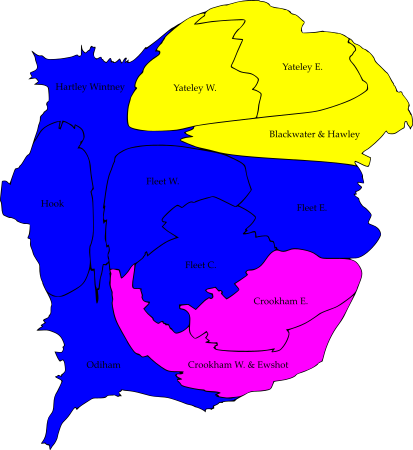 Yateley E.
Hartley Wintney
Yateley W.
Blackwater & Hawley
Fleet W.
Hook
Fleet E.
Fleet C.
Crookham E.
Odiham
Crookham W. & Ewshot